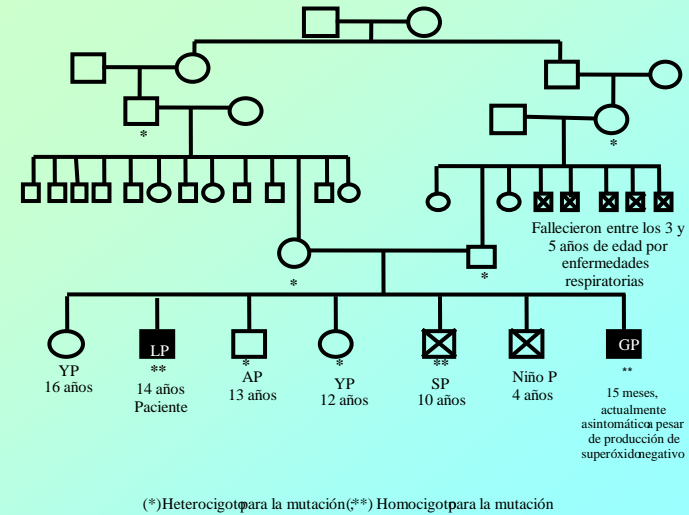 *
*
Fallecieron entre los 3 y
5 años de edad por
enfermedades
respiratorias
*
*
YP
16 años
LP
**
14 años
Paciente
*
AP
13 años
*
YP
12 años
**
SP
10 años
Niño P
4 años
GP
**
15 meses,
actualmente
asintomático a pesar
de producción de
superóxido negativo
(*)Heterocigoto para la mutación(;**) Homocigoto para la mutación